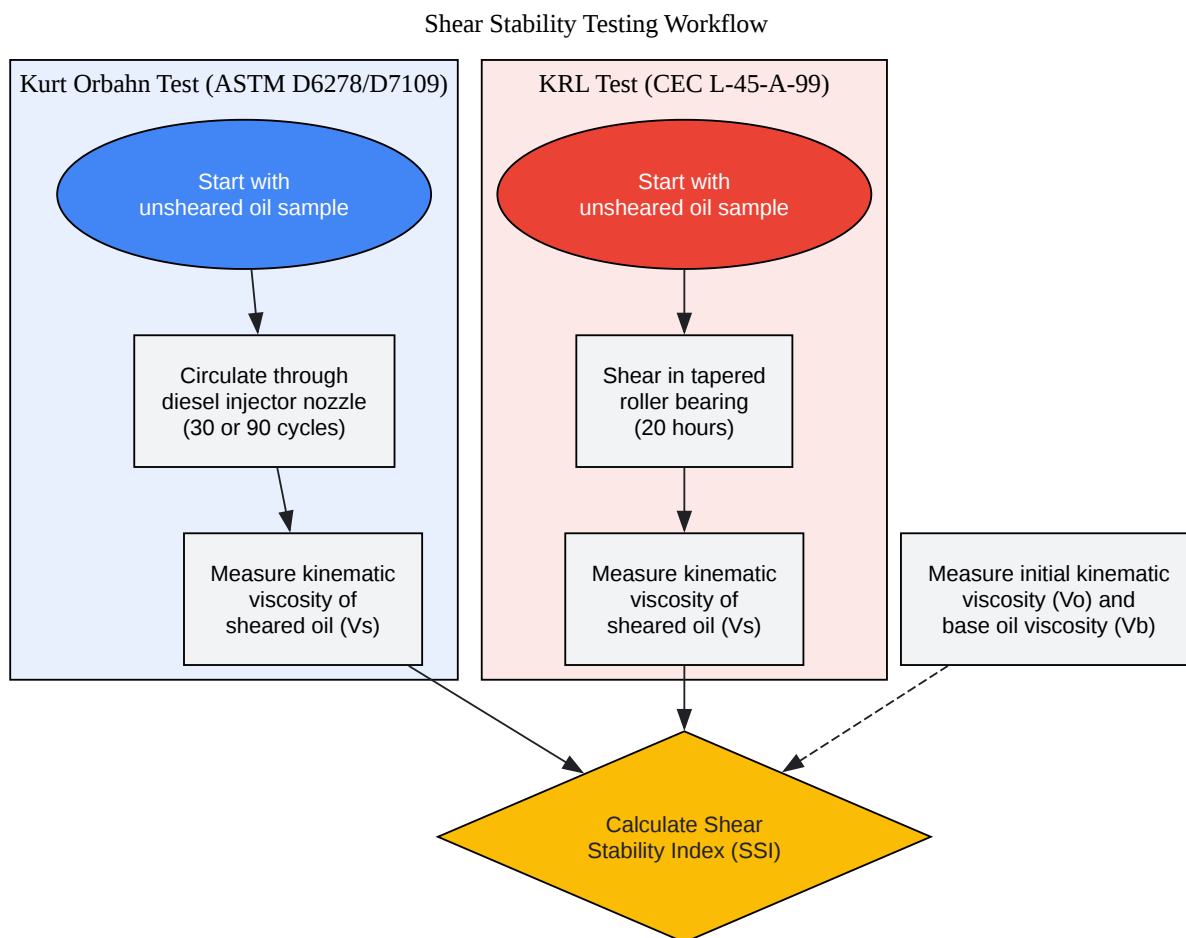 Shear Stability Testing Workflow
Kurt Orbahn Test (ASTM D6278/D7109)
Start with
unsheared oil sample
Circulate through
diesel injector nozzle
(30 or 90 cycles)
Measure kinematic
viscosity of
sheared oil (Vs)
KRL Test (CEC L-45-A-99)
Start with
unsheared oil sample
Shear in tapered
roller bearing
(20 hours)
Measure kinematic
viscosity of
sheared oil (Vs)
Measure initial kinematic
viscosity (Vo) and
base oil viscosity (Vb)
Calculate Shear
Stability Index (SSI)